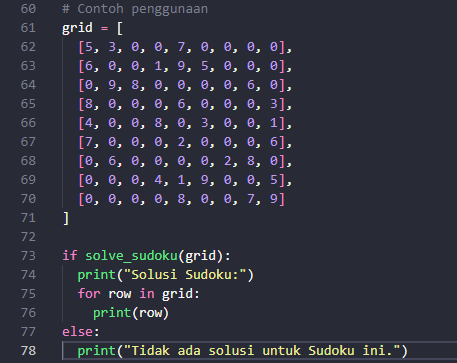 60 # Contoh penggunaan
61 grid = [
62 [5, 3, 0, 0, 7, 0, 0, 0, 0],
63 [6, 0, 0, 1, 9, 5, 0, 0, 0],
64 [0, 9, 8, 0, 0, 0, 0, 6, 0],
65 [8, 0, 0, 0, 6, 0, 0, 0, 3],
66 [4, 0, 0, 8, 0, 3, 0, 0, 1],
67 [7, 0, 0, 0, 2, 0, 0, 0, 6],
68 [0, 6, 0, 0, 0, 0, 2, 8, 0],
69 [0, 0, 0, 4, 1, 9, 0, 0, 5],
70 [0, 0, 0, 0, 8, 0, 0, 7, 9]
71 ]
72
73 if solve_sudoku(grid):
74 print("Solusi Sudoku:")
75 for row in grid:
76 print(row)
77 else:
78 print("Tidak ada solusi untuk Sudoku ini.")